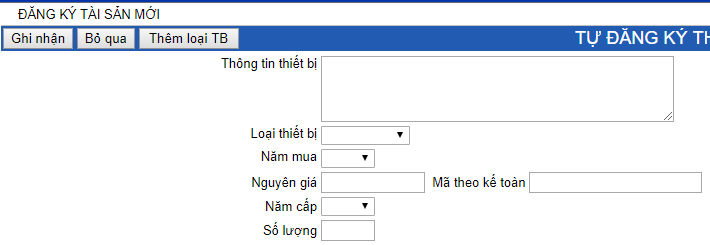 ĐĂNG KÝ TÀI SẢN MỚI
Ghi nhận Bỏ qua Thêm loại TB TỰ ĐĂNG KÝ
Thông tin thiết bị
Loại thiết bị
Năm mua
Nguyên giá Mã theo kế toàn
Năm cấp
Số lượng